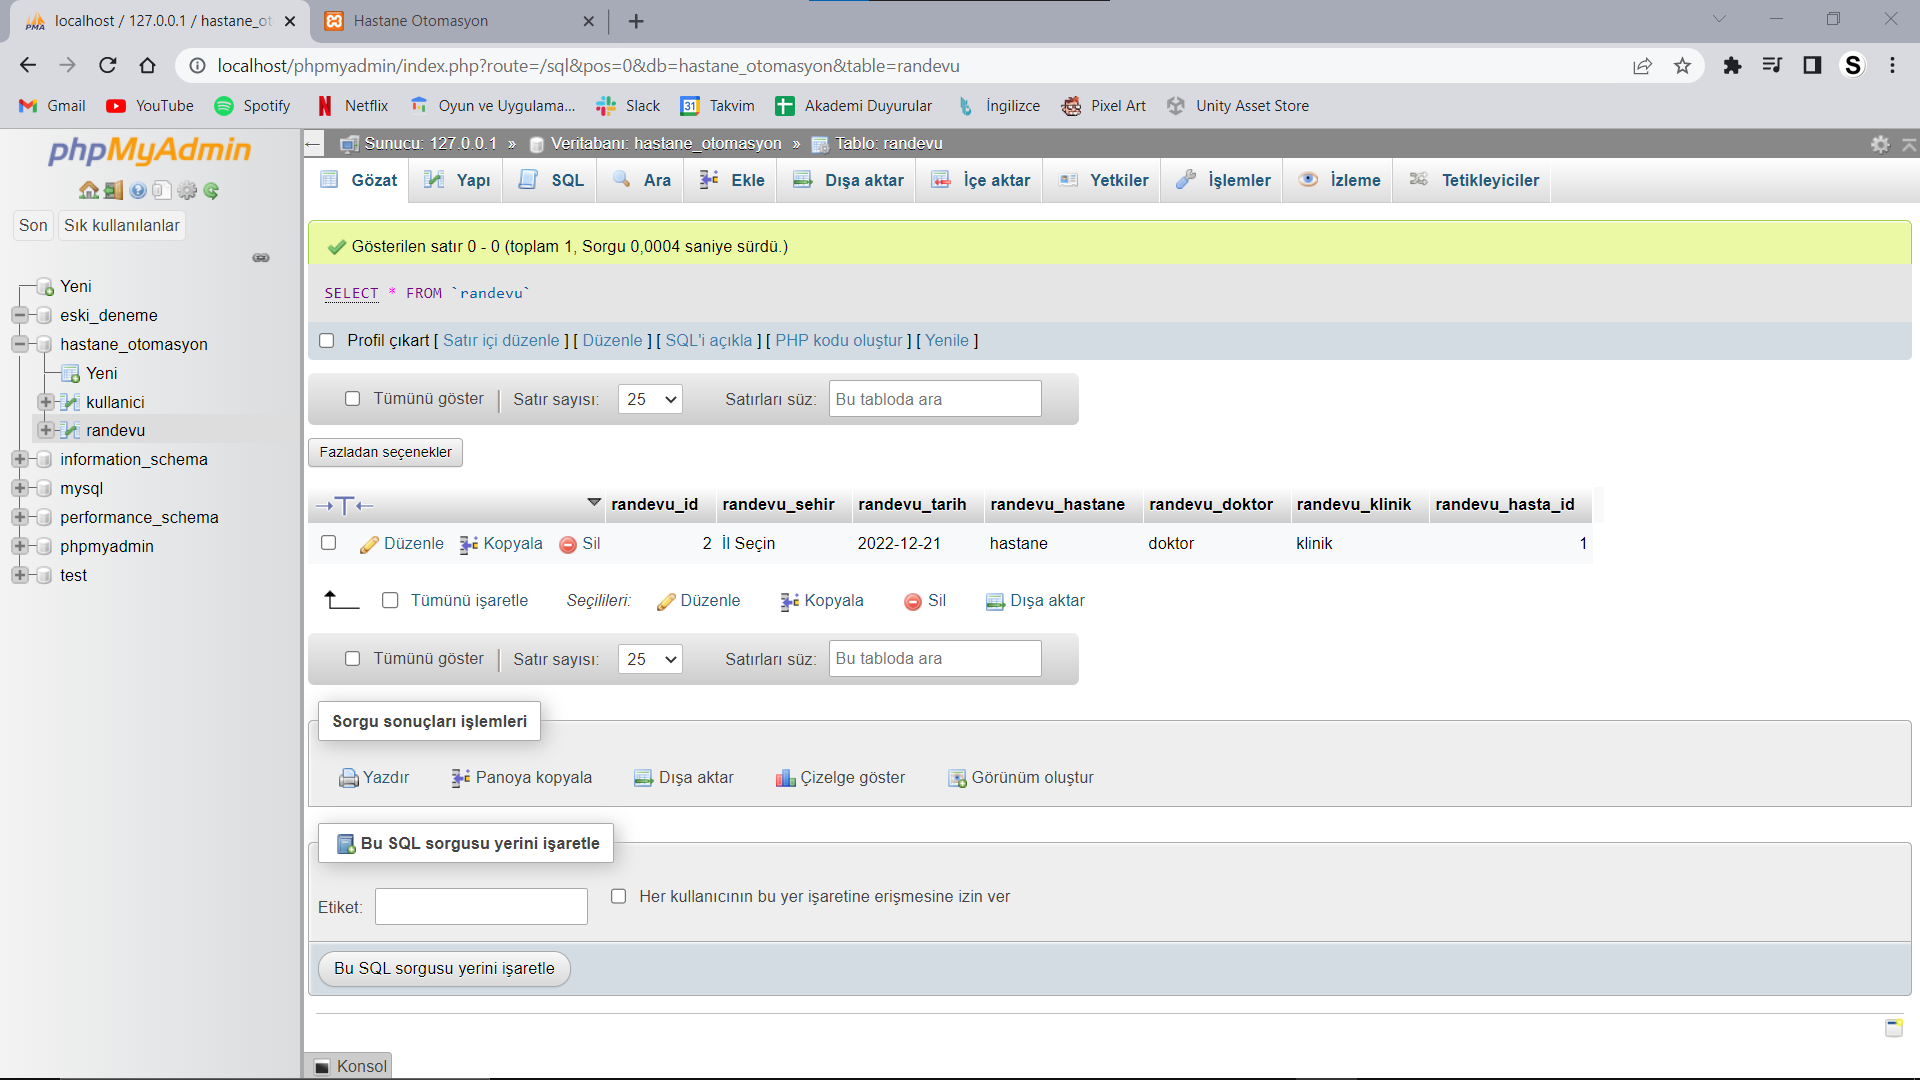 localhost / 127.0.0.1 / hastane_ot
Hastane Otomasyon
localhost/phpmyadmin/index.php?route=/sql&pos=0&db=hastane_otomasyon&table=randevu
S
Gmail YouTube Spotify Netflix Oyun ve Uygulama... Slack 31 Takvim Akademi Duyurular İngilizce Pixel Art Unity Asset Store
phpMyAdmin
Son Sık kullanılanlar
Yeni
eski_deneme
hastane_otomasyon
Yeni
kullanici
randevu
information_schema
mysql
performance_schema
phpmyadmin
test
Sunucu: 127.0.0.1 » Veritabanı: hastane_otomasyon » Tablo: randevu
Gözat Yapı SQL Ara Ekle Dışa aktar İçe aktar Yetkiler İşlemler İzleme Tetikleyiciler
Gösterilen satır 0 - 0 (toplam 1, Sorgu 0,0004 saniye sürdü.)
SELECT * FROM `randevu`
Profil çıkart [ Satır içi düzenle ] [ Düzenle ] [ SQL'i açıkla ] [ PHP kodu oluştur ] [ Yenile ]
Tümünü göster Satır sayısı: 25 Satırları süz: Bu tabloda ara
Fazladan seçenekler
randevu_id randevu_sehir randevu_tarih randevu_hastane randevu_doktor randevu_klinik randevu_hasta_id
Düzenle Kopyala Sil 2 İl Seçin 2022-12-21 hastane doktor klinik 1
Tümünü işaretle Seçilileri: Düzenle Kopyala Sil Dışa aktar
Tümünü göster Satır sayısı: 25 Satırları süz: Bu tabloda ara
Sorgu sonuçları işlemleri
Yazdır Panoya kopyala Dışa aktar Çizelge göster Görünüm oluştur
Bu SQL sorgusu yerini işaretle
Etiket: Her kullanıcının bu yer işaretine erişmesine izin ver
Bu SQL sorgusu yerini işaretle
Konsol